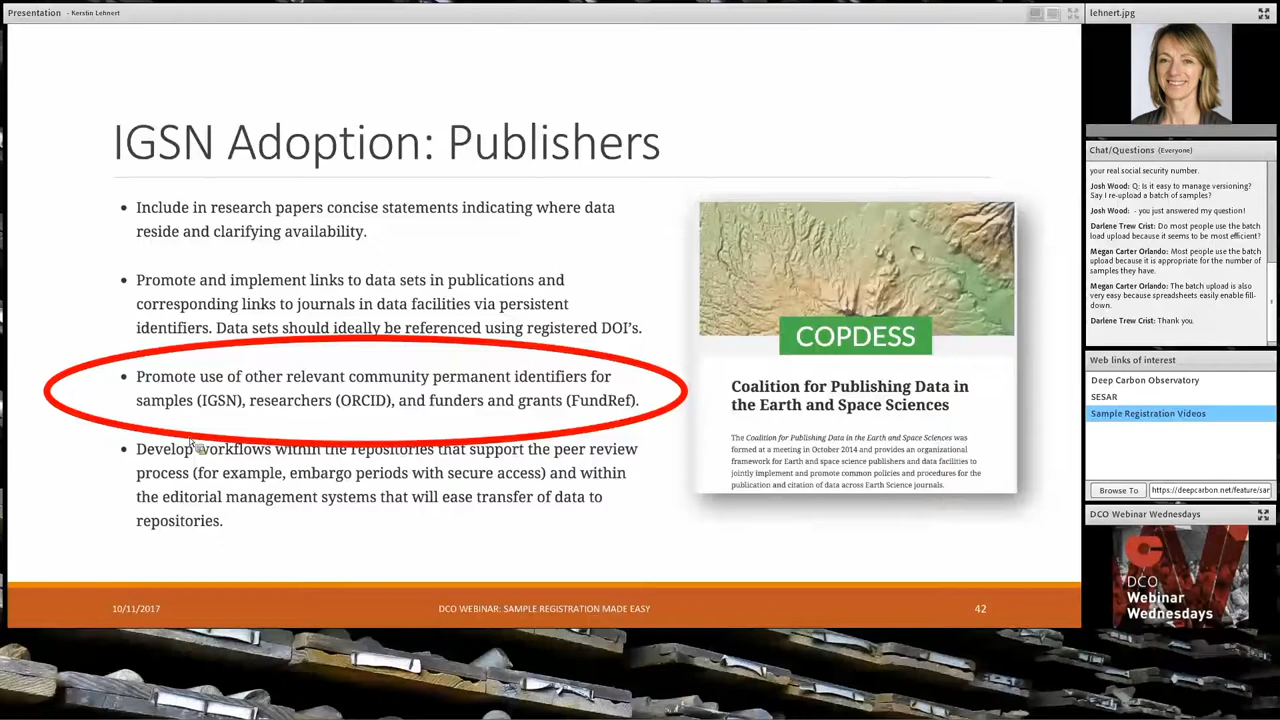 Presentation - Kerstin Lehnert
IGSN Adoption: Publishers
• Include in research papers concise statements indicating where data
reside and clarifying availability.
• Promote and implement links to data sets in publications and
corresponding links to journals in data facilities via persistent
identifiers. Data sets should ideally be referenced using registered DOI's.
• Promote use of other relevant community permanent identifiers for
samples (IGSN), researchers (ORCID), and funders and grants (FundRef).
• Develop workflows within the repositories that support the peer review
process (for exaple, embargo periods with secure access) and within
the editorial management systems that will ease transfer of data to
repositories.
COPDESS
Coalition for Publishing Data in
the Earth and Space Sciences
The Coalition for Publishing Data in the Earth and Space Sciences was
formed at a meeting in October 2014 and provides an organizational
framework for Earth and space science publishers and data facilities to
jointly implement and promote common policies and procedures for the
publication and citation of data across Earth Science journals.
10/11/2017
DCO WEBINAR: SAMPLE REGISTRATION MADE EASY
42
lehnert.jpg
Chat/Questions (Everyone)
your real social security number.
Josh Wood: Q: Is it easy to manage versioning?
Say I re-upload a batch of samples?
Josh Wood: - you just answered my question!
Darlene Trew Crist: Do most people use the batch
load upload because it seems to be most efficient?
Megan Carter Orlando: Most people use the batch
upload because it is appropriate for the number of
samples they have.
Megan Carter Orlando: The batch upload is also
very easy because spreadsheets easily enable fill-
down.
Darlene Trew Crist: Thank you.
Web links of interest
Deep Carbon Observatory
SESAR
Sample Registration Videos
Browse To
https://deepcarbon.net/feature/sar
DCO Webinar Wednesdays
DCO
Webinar
Wednesdays